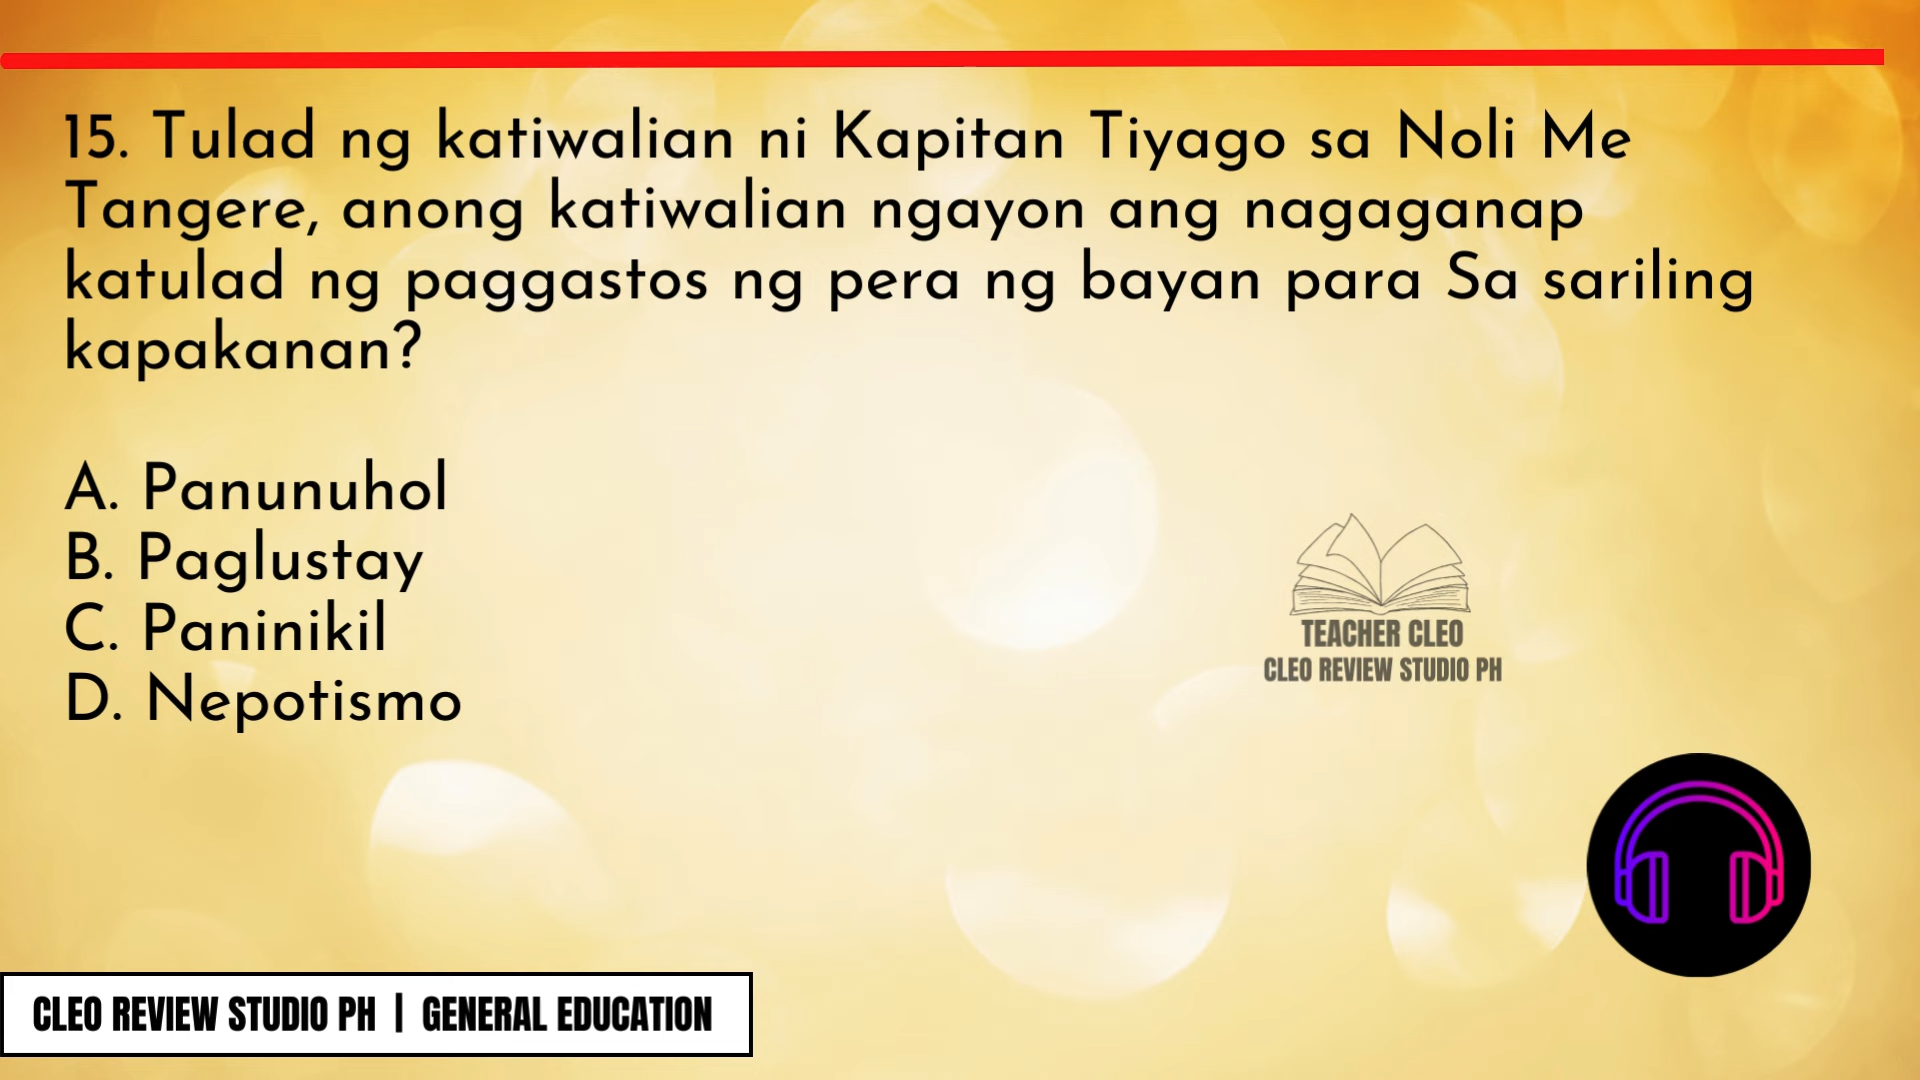 15. Tulad ng katiwalian ni Kapitan Tiyago sa Noli Me
Tangere, anong katiwalian ngayon ang nagaganap
katulad ng paggastos ng pera ng bayan para Sa sariling
kapakanan?
A. Panunuhol
B. Paglustay
C. Paninikil
D. Nepotismo
TEACHER CLEO
CLEO REVIEW STUDIO PH
CLEO REVIEW STUDIO PH | GENERAL EDUCATION